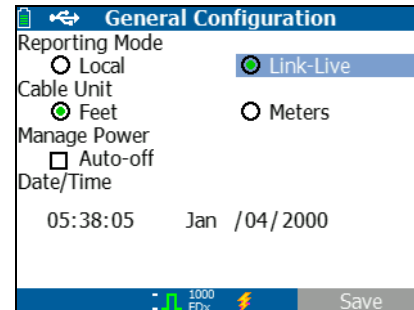 General Configuration
Reporting Mode
Local Link-Live
Cable Unit
Feet Meters
Manage Power
Auto-off
Date/Time
05:38:05 Jan /04/2000
1000
FDx
Save